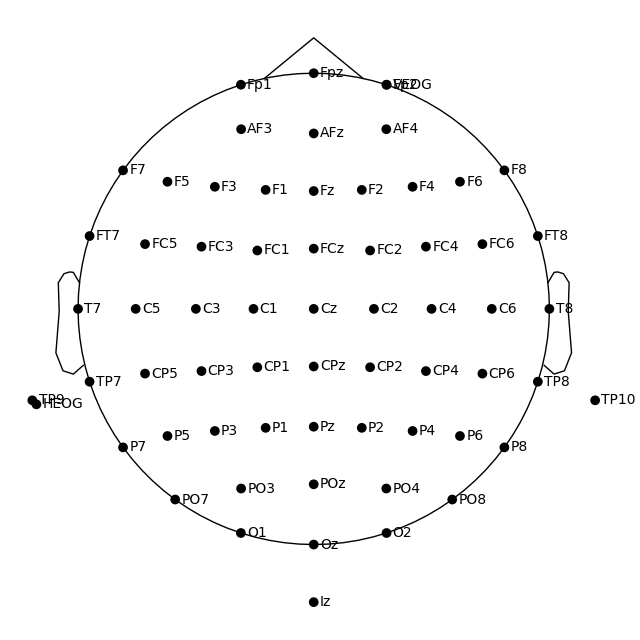 Fpz
Fp1
AF3 AFz AF4
F7 F8
F5 F3 F1 Fz F2 F4 F6
FT7 FT8
FC5 FC3 FC1 FCz FC2 FC4 FC6
T7 C5 C3 C1 Cz C2 C4 C6 T8
CP5 CP3 CP1 CPz CP2 CP4 CP6
TP7 TP8
TP9 TP10
HEOG
P5 P3 P1 Pz P2 P4 P6
P7 P8
PO3 POz PO4
PO7 PO8
O1 Oz O2
Iz